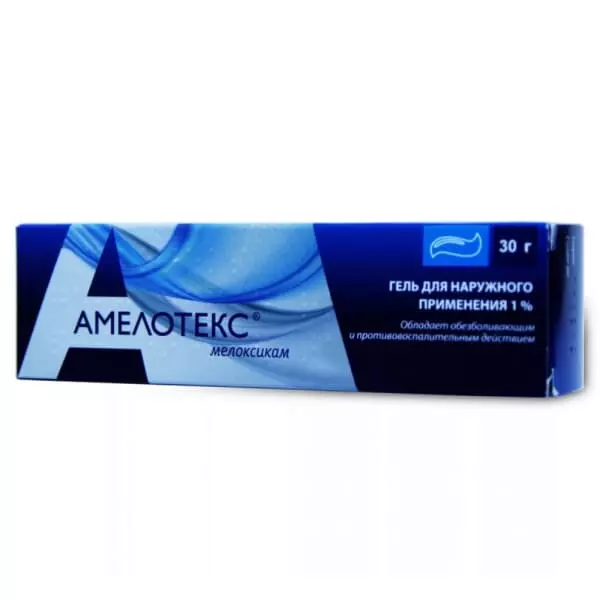 АМЕЛОТЕКС®
мелоксикам
30 г
ГЕЛЬ ДЛЯ НАРУЖНОГО
ПРИМЕНЕНИЯ 1 %
Обладает обезболивающим
и противовоспалительным действием